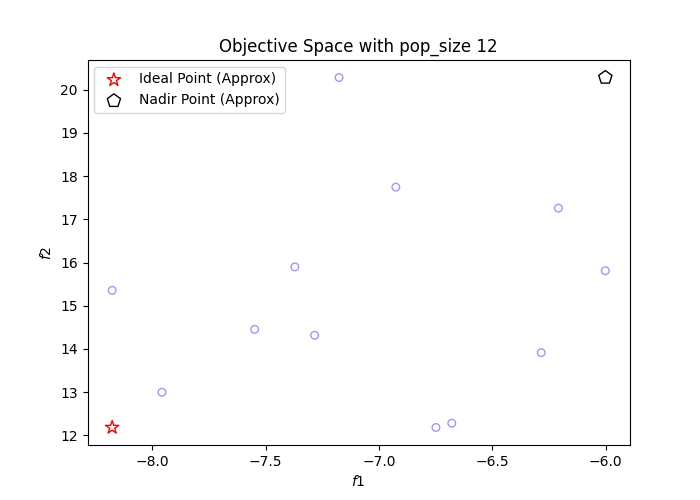 Objective Space with pop_size 12
Ideal Point (Approx)
Nadir Point (Approx)
20
19
18
17
16
15
14
13
12
f2
−8.0
−7.5
−7.0
−6.5
−6.0
f1